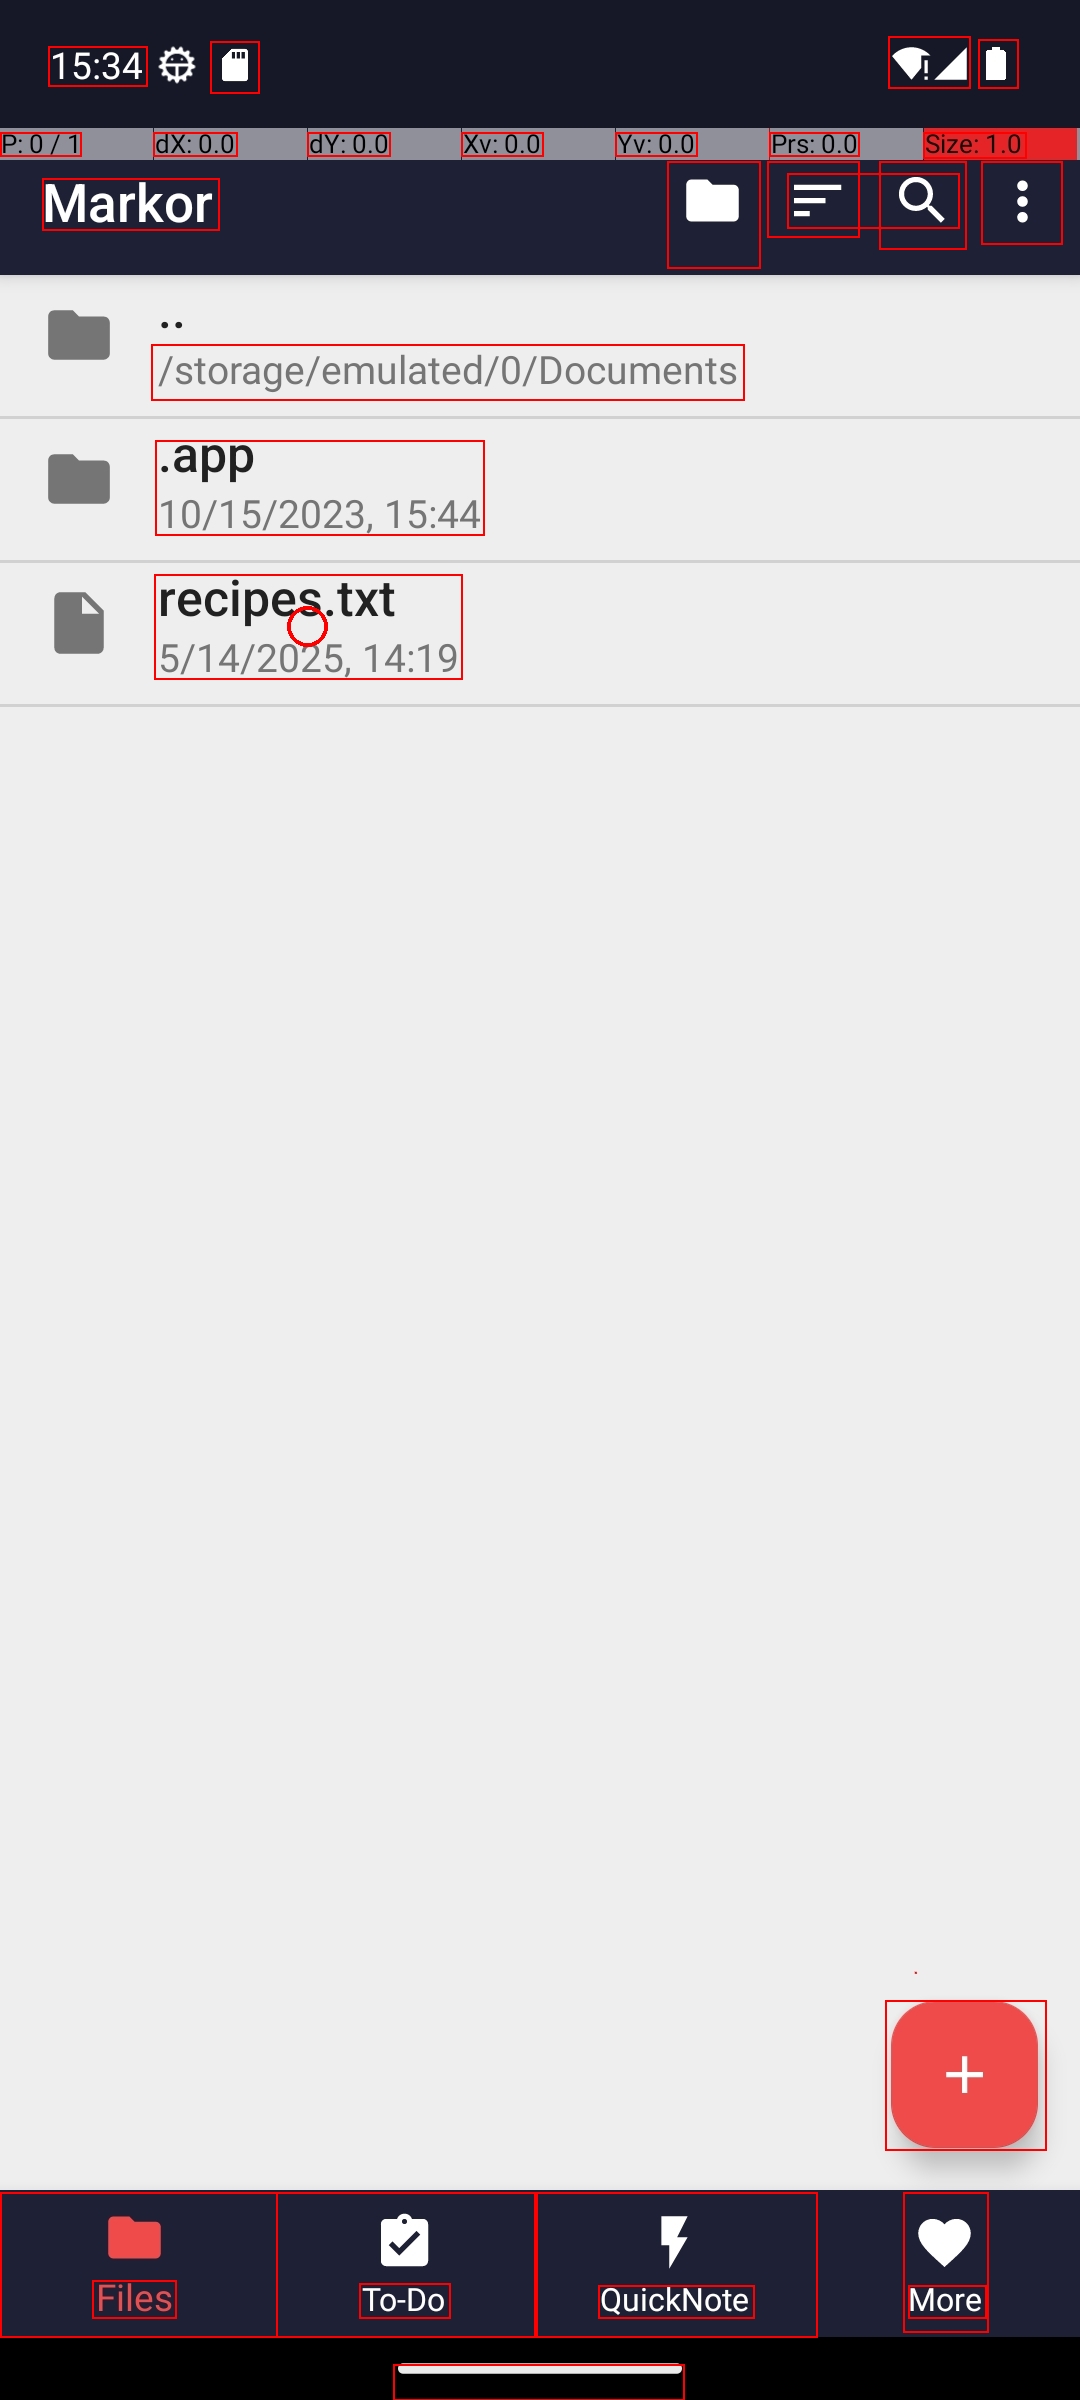 15:34
P: 0 / 1 dX: 0.0 dY: 0.0 Xv: 0.0 Yv: 0.0 Prs: 0.0 Size: 1.0
Markor
..
/storage/emulated/0/Documents
.app
10/15/2023, 15:44
recipes.txt
5/14/2025, 14:19
Files To-Do QuickNote More